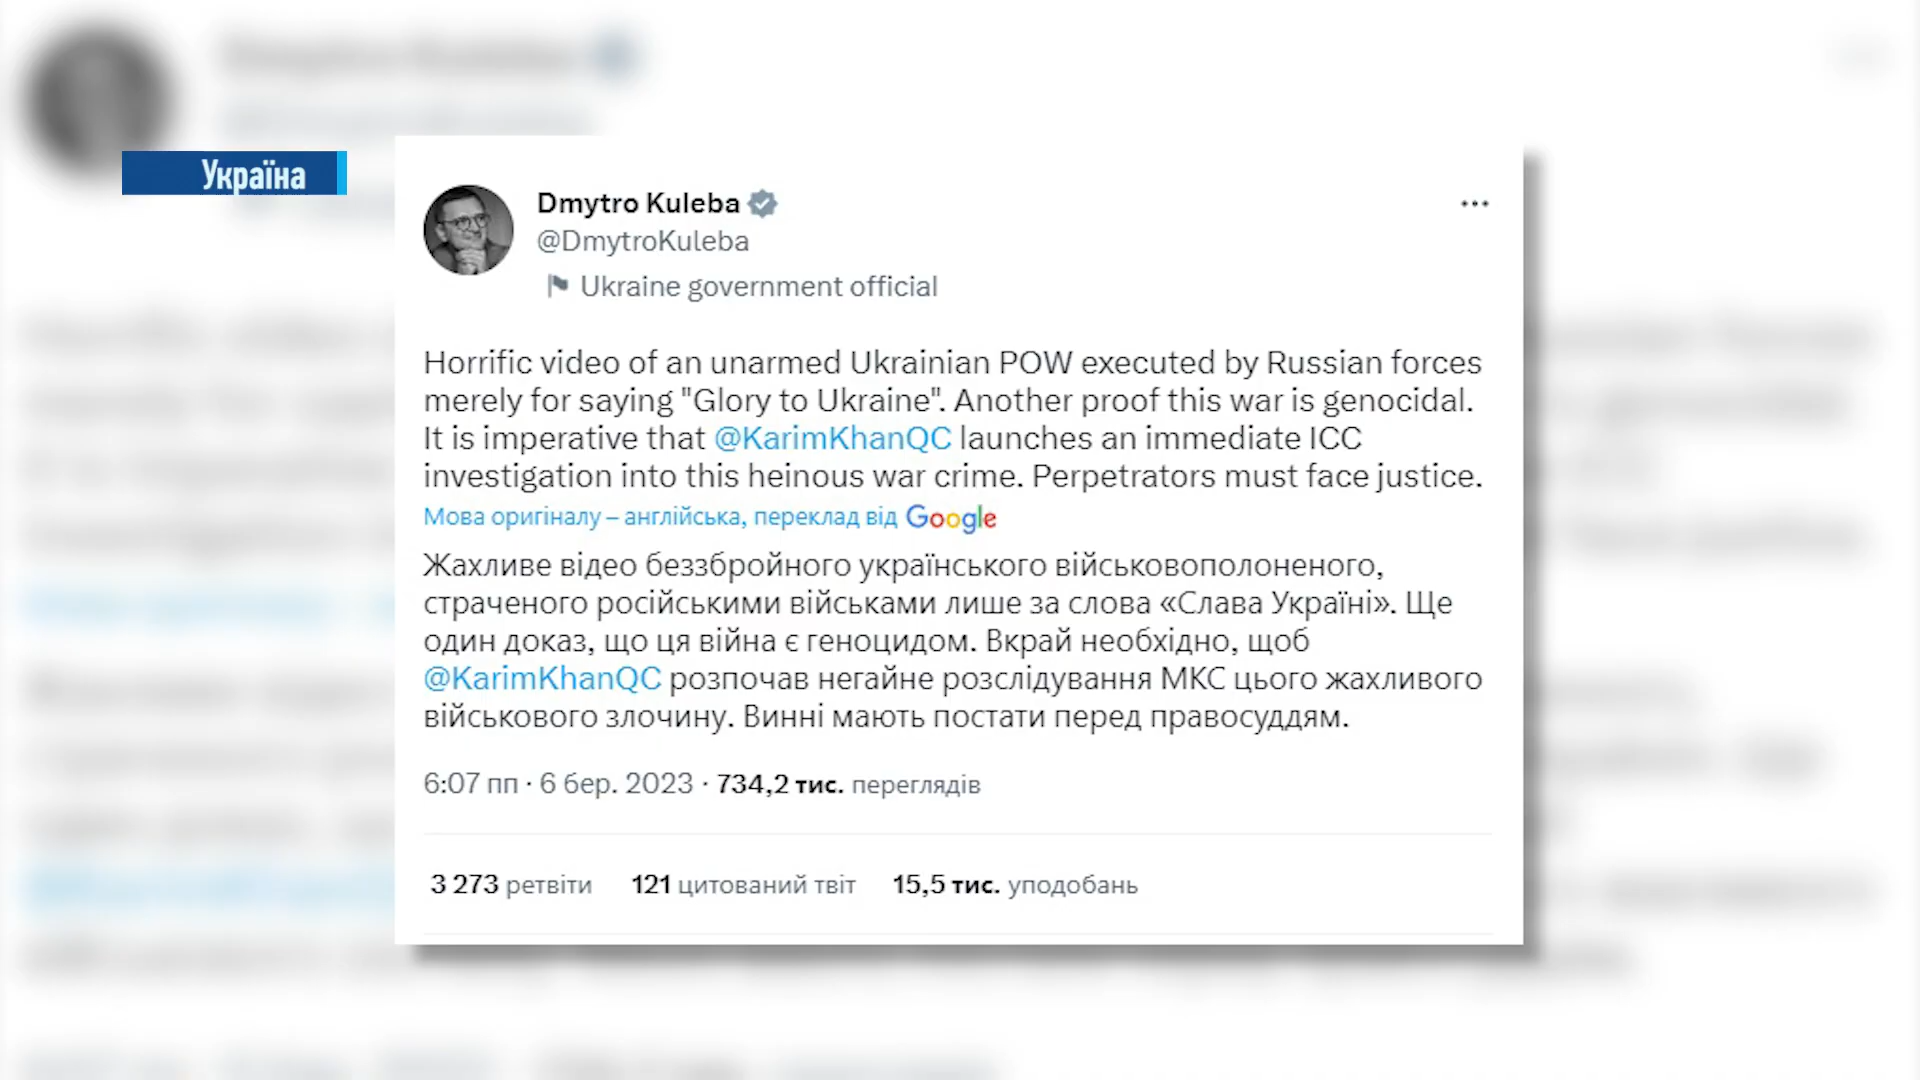 Україна
Dmytro Kuleba
@DmytroKuleba
Ukraine government official
Horrific video of an unarmed Ukrainian POW executed by Russian forces
merely for saying "Glory to Ukraine". Another proof this war is genocidal.
It is imperative that @KarimKhanQC launches an immediate ICC
investigation into this heinous war crime. Perpetrators must face justice.
Мова оригіналу – англійська, переклад від Google
Жахливе відео беззбройного українського військовополоненого,
страченого російськими військами лише за слова «Слава Україні». Ще
один доказ, що ця війна є геноцидом. Вкрай необхідно, щоб
@KarimKhanQC розпочав негайне розслідування МКС цього жахливого
військового злочину. Винні мають постати перед правосуддям.
6:07 пп · 6 бер. 2023 · 734,2 тис. переглядів
3 273 ретвіти 121 цитований твіт 15,5 тис. уподобань